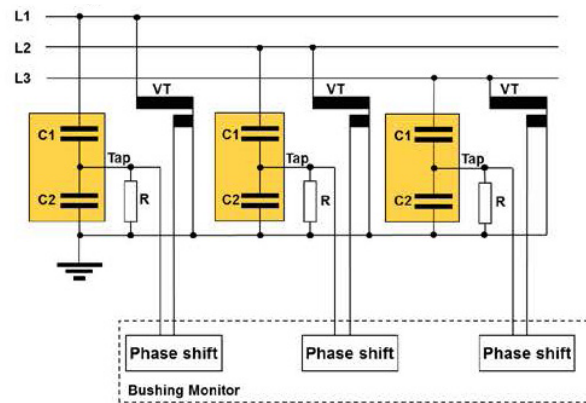 L1
L2
L3
VT VT VT
C1 Tap C1 Tap C1 Tap
C2 R C2 R C2 R
Phase shift Phase shift Phase shift
Bushing Monitor